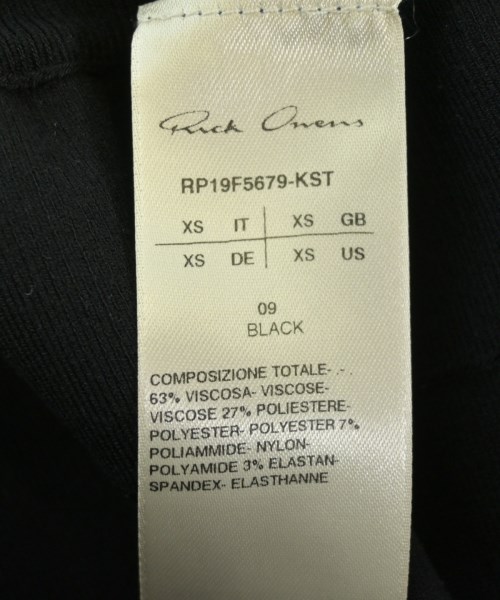 Rick Owens
RP19F5679-KST
XS IT XS GB
XS DE XS US
09
BLACK
COMPOSIZIONE TOTALE- .- .
63% VISCOSA- VISCOSE-
VISCOSE 27% POLIESTERE-
POLYESTER- POLYESTER 7%
POLIAMMIDE- NYLON-
POLYAMIDE 3% ELASTAN-
SPANDEX- ELASTHANNE